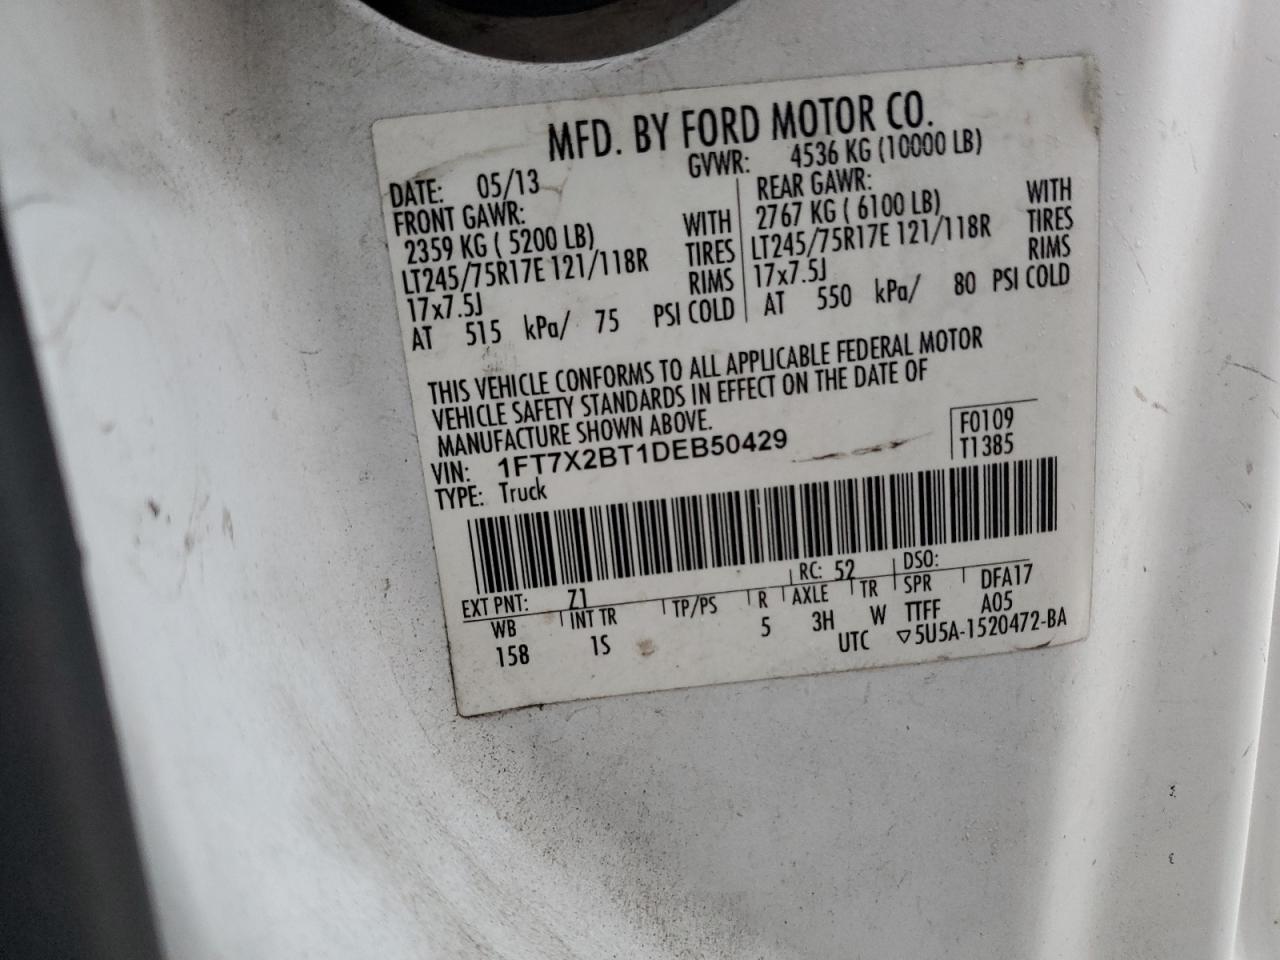 MFD. BY FORD MOTOR CO.
DATE: 05/13 GVWR: 4536 KG (10000 LB)
FRONT GAWR:
2359 KG ( 5200 LB) WITH
LT245/75R17E 121/118R TIRES
17x7.5J RIMS
AT 515 kPa/ 75 PSI COLD
REAR GAWR:
2767 KG ( 6100 LB) WITH
LT245/75R17E 121/118R TIRES
17x7.5J RIMS
AT 550 kPa/ 80 PSI COLD
THIS VEHICLE CONFORMS TO ALL APPLICABLE FEDERAL MOTOR
VEHICLE SAFETY STANDARDS IN EFFECT ON THE DATE OF
MANUFACTURE SHOWN ABOVE.
VIN: 1FT7X2BT1DEB50429
TYPE: Truck
F0109
T1385
EXT PNT: Z1 RC: 52 DSO:
WB INT TR TP/PS R AXLE TR SPR DFA17
158 1S 5 3H W TTFF A05
UTC ▽5U5A-1520472-BA